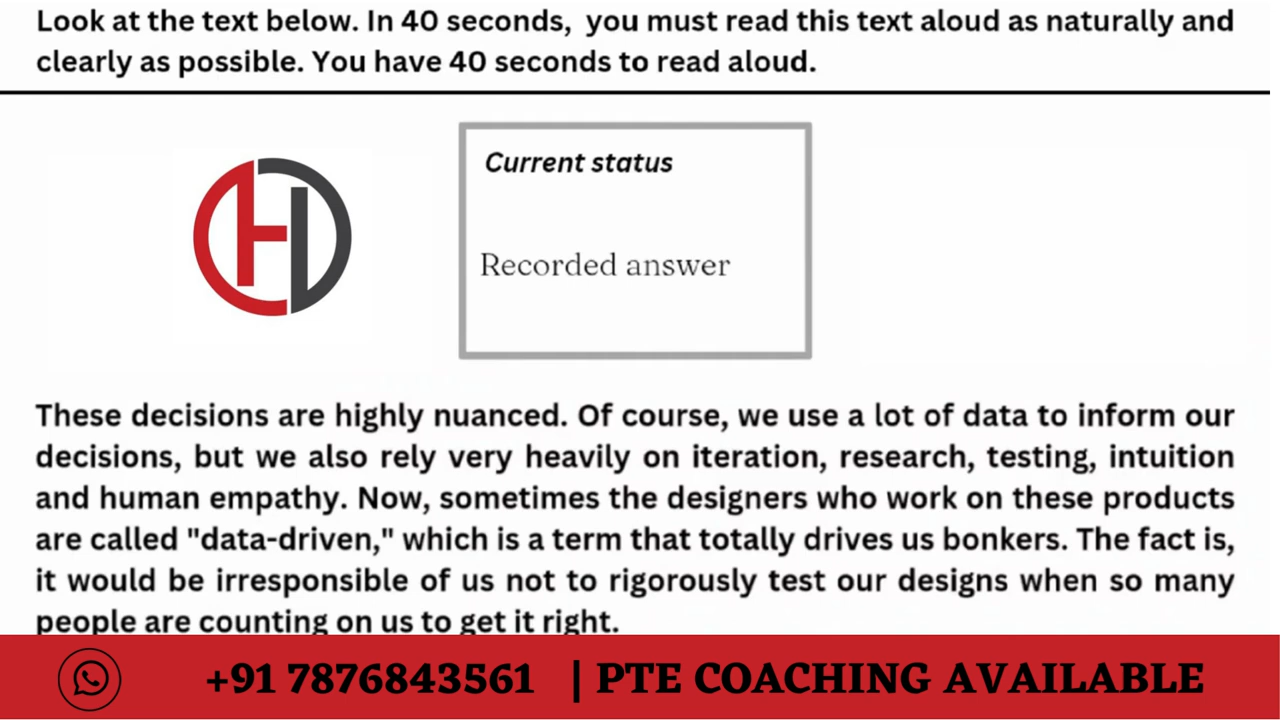 Look at the text below. In 40 seconds, you must read this text aloud as naturally and
clearly as possible. You have 40 seconds to read aloud.
Current status
Recorded answer
These decisions are highly nuanced. Of course, we use a lot of data to inform our
decisions, but we also rely very heavily on iteration, research, testing, intuition
and human empathy. Now, sometimes the designers who work on these products
are called "data-driven," which is a term that totally drives us bonkers. The fact is,
it would be irresponsible of us not to rigorously test our designs when so many
people are counting on us to get it right.
+91 7876843561 | PTE COACHING AVAILABLE